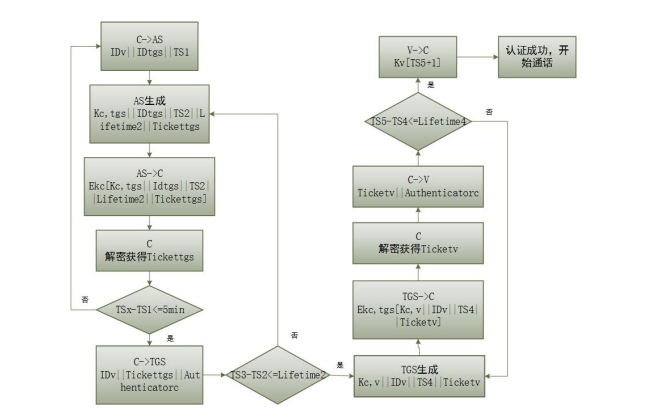 C->AS
IDv||IDtgs||TS1
AS生成
Kc,tgs||IDtgs||TS2||L
ifetime2||Tickettgs
AS->C
Ekc[Kc,tgs||Idtgs||TS2|
|Lifetime2||Tickettgs]
C
解密获得Tickettgs
否
TSx-TS1<=5min
是
C->TGS
IDv||Tickettgs||Aut
henticatorc
否
TS3-TS2<=Lifetime2
是
TGS生成
Kc,v||IDv||TS4||Ticketv
TGS->C
Ekc,tgs[Kc,v||IDv||TS4|
|Ticketv]
C
解密获得Ticketv
C->V
Ticketv||Authenticatorc
TS5-TS4<=Lifetime4
否
是
V->C
Kv[TS5+1]
认证成功，开
始通话